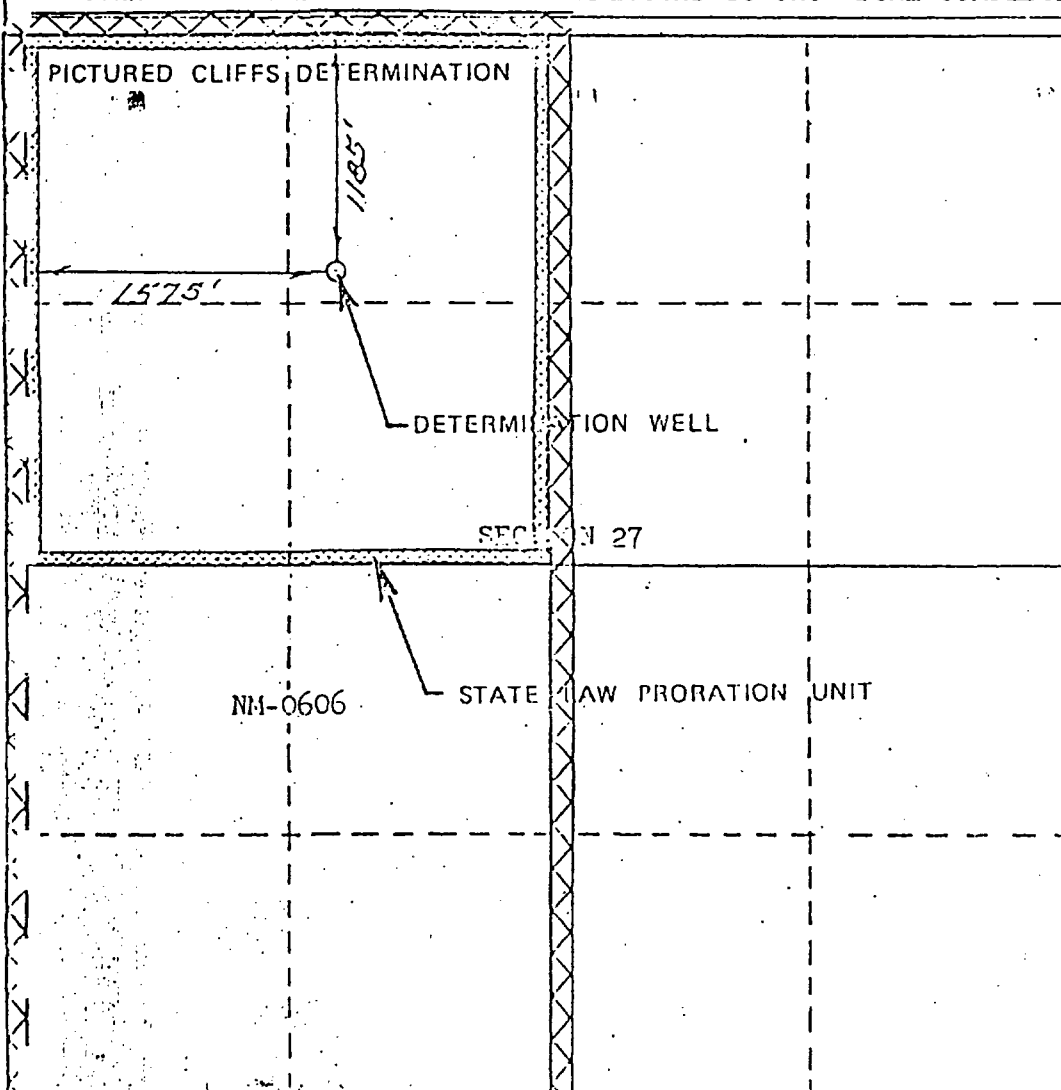 PICTURED CLIFFS DETERMINATION
1185'
1575'
DETERMINATION WELL
SECTION 27
NM-0606
STATE LAW PRORATION UNIT